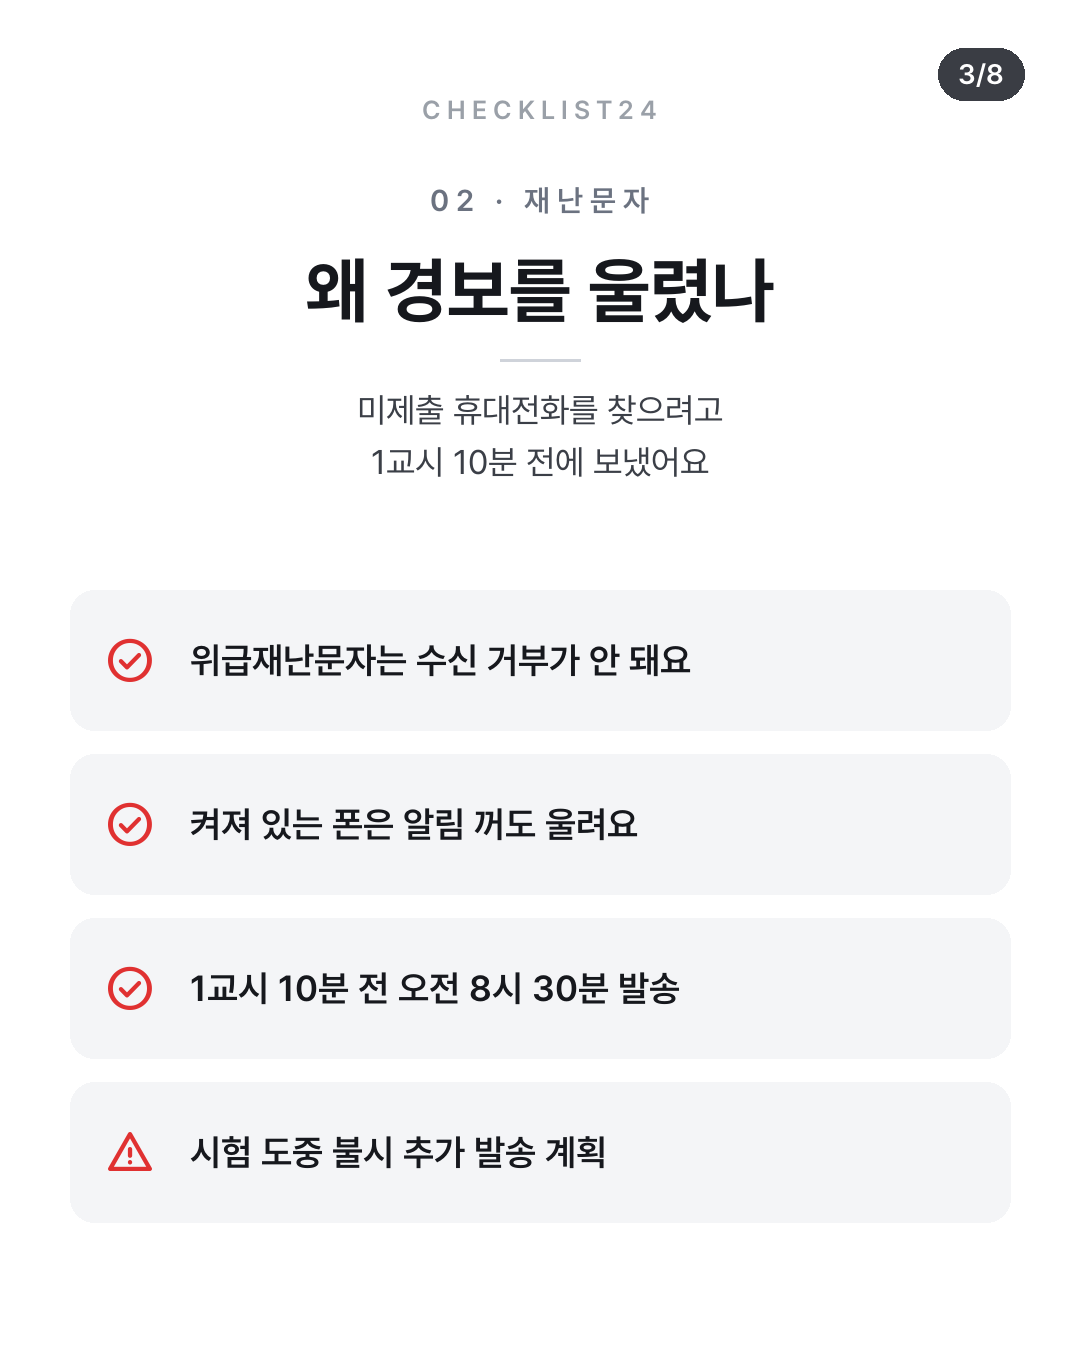 3/8
CHECKLIST24
02 · 재난문자
왜 경보를 울렸나
미제출 휴대전화를 찾으려고
1교시 10분 전에 보냈어요
위급재난문자는 수신 거부가 안 돼요
켜져 있는 폰은 알림 꺼도 울려요
1교시 10분 전 오전 8시 30분 발송
시험 도중 불시 추가 발송 계획